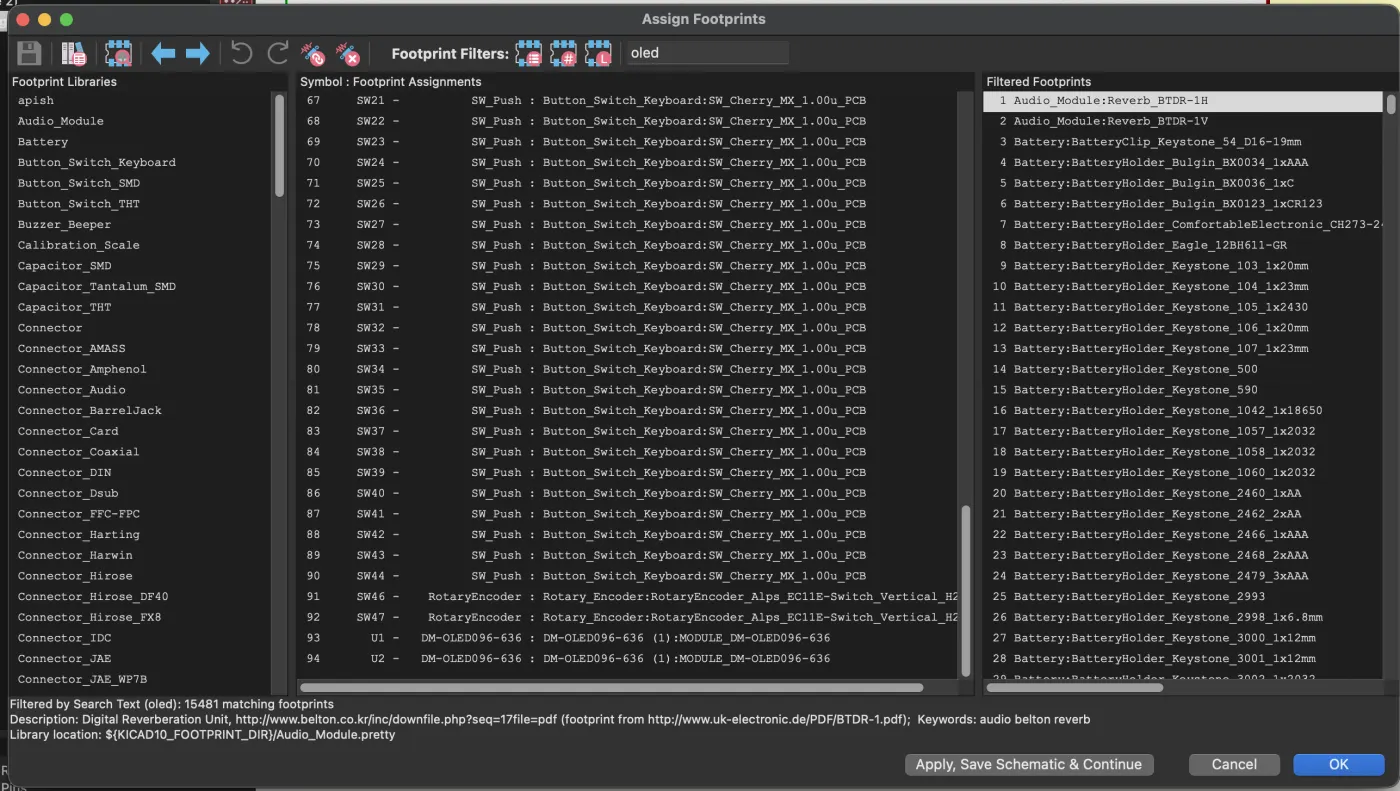 Assign Footprints
Footprint Filters:
oled
Footprint Libraries
apish
Audio_Module
Battery
Button_Switch_Keyboard
Button_Switch_SMD
Button_Switch_THT
Buzzer_Beeper
Calibration_Scale
Capacitor_SMD
Capacitor_Tantalum_SMD
Capacitor_THT
Connector
Connector_AMASS
Connector_Amphenol
Connector_Audio
Connector_BarrelJack
Connector_Card
Connector_Coaxial
Connector_DIN
Connector_Dsub
Connector_FFC-FPC
Connector_Harting
Connector_Harwin
Connector_Hirose
Connector_Hirose_DF40
Connector_Hirose_FX8
Connector_IDC
Connector_JAE
Connector_JAE_WP7B
Symbol : Footprint Assignments
67 SW21 - SW_Push : Button_Switch_Keyboard:SW_Cherry_MX_1.00u_PCB
68 SW22 - SW_Push : Button_Switch_Keyboard:SW_Cherry_MX_1.00u_PCB
69 SW23 - SW_Push : Button_Switch_Keyboard:SW_Cherry_MX_1.00u_PCB
70 SW24 - SW_Push : Button_Switch_Keyboard:SW_Cherry_MX_1.00u_PCB
71 SW25 - SW_Push : Button_Switch_Keyboard:SW_Cherry_MX_1.00u_PCB
72 SW26 - SW_Push : Button_Switch_Keyboard:SW_Cherry_MX_1.00u_PCB
73 SW27 - SW_Push : Button_Switch_Keyboard:SW_Cherry_MX_1.00u_PCB
74 SW28 - SW_Push : Button_Switch_Keyboard:SW_Cherry_MX_1.00u_PCB
75 SW29 - SW_Push : Button_Switch_Keyboard:SW_Cherry_MX_1.00u_PCB
76 SW30 - SW_Push : Button_Switch_Keyboard:SW_Cherry_MX_1.00u_PCB
77 SW31 - SW_Push : Button_Switch_Keyboard:SW_Cherry_MX_1.00u_PCB
78 SW32 - SW_Push : Button_Switch_Keyboard:SW_Cherry_MX_1.00u_PCB
79 SW33 - SW_Push : Button_Switch_Keyboard:SW_Cherry_MX_1.00u_PCB
80 SW34 - SW_Push : Button_Switch_Keyboard:SW_Cherry_MX_1.00u_PCB
81 SW35 - SW_Push : Button_Switch_Keyboard:SW_Cherry_MX_1.00u_PCB
82 SW36 - SW_Push : Button_Switch_Keyboard:SW_Cherry_MX_1.00u_PCB
83 SW37 - SW_Push : Button_Switch_Keyboard:SW_Cherry_MX_1.00u_PCB
84 SW38 - SW_Push : Button_Switch_Keyboard:SW_Cherry_MX_1.00u_PCB
85 SW39 - SW_Push : Button_Switch_Keyboard:SW_Cherry_MX_1.00u_PCB
86 SW40 - SW_Push : Button_Switch_Keyboard:SW_Cherry_MX_1.00u_PCB
87 SW41 - SW_Push : Button_Switch_Keyboard:SW_Cherry_MX_1.00u_PCB
88 SW42 - SW_Push : Button_Switch_Keyboard:SW_Cherry_MX_1.00u_PCB
89 SW43 - SW_Push : Button_Switch_Keyboard:SW_Cherry_MX_1.00u_PCB
90 SW44 - SW_Push : Button_Switch_Keyboard:SW_Cherry_MX_1.00u_PCB
91 SW46 - RotaryEncoder : Rotary_Encoder:RotaryEncoder_Alps_EC11E-Switch_Vertical_H2
92 SW47 - RotaryEncoder : Rotary_Encoder:RotaryEncoder_Alps_EC11E-Switch_Vertical_H2
93 U1 - DM-OLED096-636 : DM-OLED096-636 (1):MODULE_DM-OLED096-636
94 U2 - DM-OLED096-636 : DM-OLED096-636 (1):MODULE_DM-OLED096-636
Filtered Footprints
1 Audio_Module:Reverb_BTDR-1H
2 Audio_Module:Reverb_BTDR-1V
3 Battery:BatteryClip_Keystone_54_D16-19mm
4 Battery:BatteryHolder_Bulgin_BX0034_1xAAA
5 Battery:BatteryHolder_Bulgin_BX0036_1xC
6 Battery:BatteryHolder_Bulgin_BX0123_1xCR123
7 Battery:BatteryHolder_ComfortableElectronic_CH273-24
8 Battery:BatteryHolder_Eagle_12BH611-GR
9 Battery:BatteryHolder_Keystone_103_1x20mm
10 Battery:BatteryHolder_Keystone_104_1x23mm
11 Battery:BatteryHolder_Keystone_105_1x2430
12 Battery:BatteryHolder_Keystone_106_1x20mm
13 Battery:BatteryHolder_Keystone_107_1x23mm
14 Battery:BatteryHolder_Keystone_500
15 Battery:BatteryHolder_Keystone_590
16 Battery:BatteryHolder_Keystone_1042_1x18650
17 Battery:BatteryHolder_Keystone_1057_1x2032
18 Battery:BatteryHolder_Keystone_1058_1x2032
19 Battery:BatteryHolder_Keystone_1060_1x2032
20 Battery:BatteryHolder_Keystone_2460_1xAA
21 Battery:BatteryHolder_Keystone_2462_2xAA
22 Battery:BatteryHolder_Keystone_2466_1xAAA
23 Battery:BatteryHolder_Keystone_2468_2xAAA
24 Battery:BatteryHolder_Keystone_2479_3xAAA
25 Battery:BatteryHolder_Keystone_2993
26 Battery:BatteryHolder_Keystone_2998_1x6.8mm
27 Battery:BatteryHolder_Keystone_3000_1x12mm
28 Battery:BatteryHolder_Keystone_3001_1x12mm
29 Battery:BatteryHolder_Keystone_3002_1x2032
Filtered by Search Text (oled): 15481 matching footprints
Description: Digital Reverberation Unit, http://www.belton.co.kr/inc/downfile.php?seq=17file=pdf (footprint from http://www.uk-electronic.de/PDF/BTDR-1.pdf); Keywords: audio belton reverb
Library location: ${KICAD10_FOOTPRINT_DIR}/Audio_Module.pretty
Apply, Save Schematic & Continue
Cancel
OK